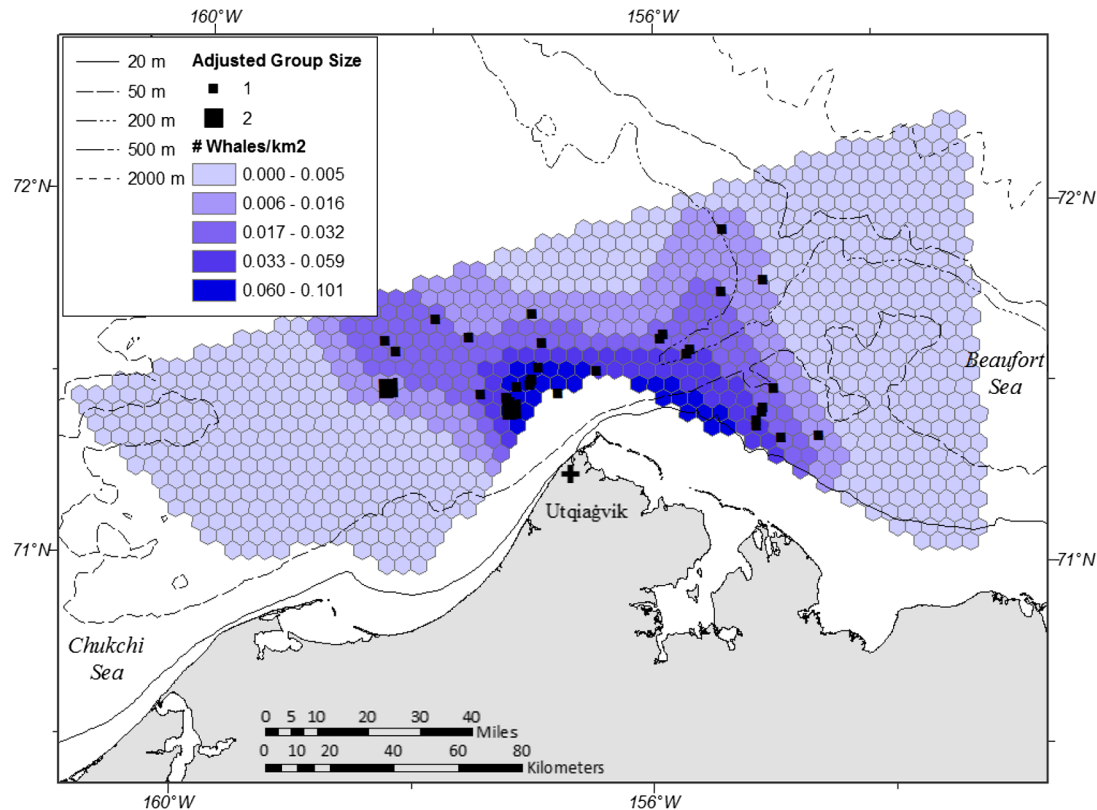 160°W 156°W
20 m
50 m
200 m
500 m
2000 m
Adjusted Group Size
1
2
# Whales/km2
0.000 - 0.005
0.006 - 0.016
0.017 - 0.032
0.033 - 0.059
0.060 - 0.101
72°N 72°N
Beaufort
Sea
Utqiaġvik
71°N 71°N
Chukchi
Sea
0 5 10 20 30 40
Miles
0 10 20 40 60 80
Kilometers
160°W 156°W